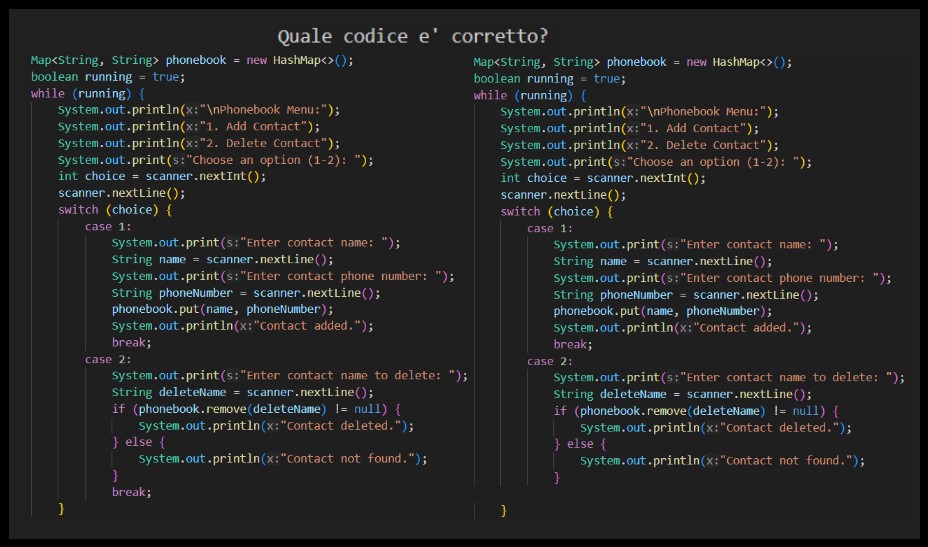 Quale codice e' corretto?
Map<String, String> phonebook = new HashMap<>();
boolean running = true;
while (running) {
System.out.println(x:"\nPhonebook Menu:");
System.out.println(x:"1. Add Contact");
System.out.println(x:"2. Delete Contact");
System.out.print(s:"Choose an option (1-2): ");
int choice = scanner.nextInt();
scanner.nextLine();
switch (choice) {
case 1:
System.out.print(s:"Enter contact name: ");
String name = scanner.nextLine();
System.out.print(s:"Enter contact phone number: ");
String phoneNumber = scanner.nextLine();
phonebook.put(name, phoneNumber);
System.out.println(x:"Contact added.");
break;
case 2:
System.out.print(s:"Enter contact name to delete: ");
String deleteName = scanner.nextLine();
if (phonebook.remove(deleteName) != null) {
System.out.println(x:"Contact deleted.");
} else {
System.out.println(x:"Contact not found.");
}
break;
}
Map<String, String> phonebook = new HashMap<>();
boolean running = true;
while (running) {
System.out.println(x:"\nPhonebook Menu:");
System.out.println(x:"1. Add Contact");
System.out.println(x:"2. Delete Contact");
System.out.print(s:"Choose an option (1-2): ");
int choice = scanner.nextInt();
scanner.nextLine();
switch (choice) {
case 1:
System.out.print(s:"Enter contact name: ");
String name = scanner.nextLine();
System.out.print(s:"Enter contact phone number: ");
String phoneNumber = scanner.nextLine();
phonebook.put(name, phoneNumber);
System.out.println(x:"Contact added.");
break;
case 2:
System.out.print(s:"Enter contact name to delete: ");
String deleteName = scanner.nextLine();
if (phonebook.remove(deleteName) != null) {
System.out.println(x:"Contact deleted.");
} else {
System.out.println(x:"Contact not found.");
}
}